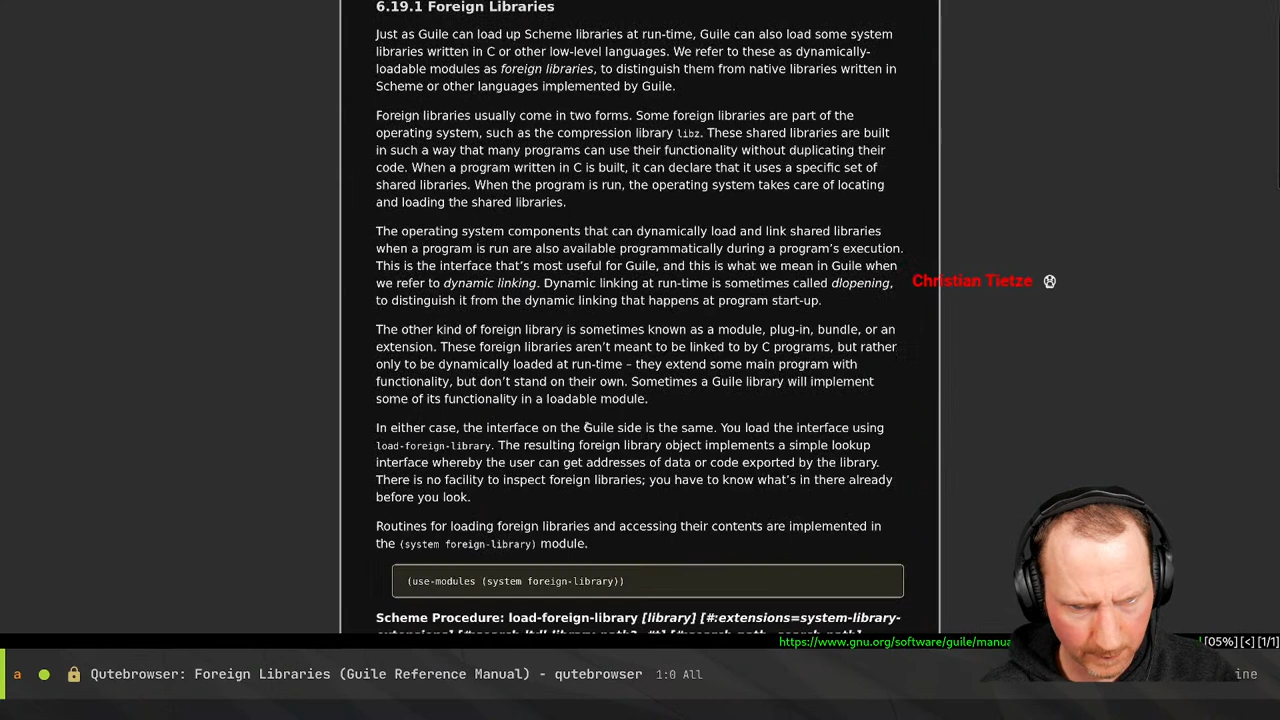 6.19.1 Foreign Libraries
Just as Guile can load up Scheme libraries at run-time, Guile can also load some system
libraries written in C or other low-level languages. We refer to these as dynamically-
loadable modules as foreign libraries, to distinguish them from native libraries written in
Scheme or other languages implemented by Guile.
Foreign libraries usually come in two forms. Some foreign libraries are part of the
operating system, such as the compression library libz. These shared libraries are built
in such a way that many programs can use their functionality without duplicating their
code. When a program written in C is built, it can declare that it uses a specific set of
shared libraries. When the program is run, the operating system takes care of locating
and loading the shared libraries.
The operating system components that can dynamically load and link shared libraries
when a program is run are also available programmatically during a program’s execution.
This is the interface that’s most useful for Guile, and this is what we mean in Guile when
we refer to dynamic linking. Dynamic linking at run-time is sometimes called dlopening,
to distinguish it from the dynamic linking that happens at program start-up.
Christian Tietze
The other kind of foreign library is sometimes known as a module, plug-in, bundle, or an
extension. These foreign libraries aren’t meant to be linked to by C programs, but rather
only to be dynamically loaded at run-time – they extend some main program with
functionality, but don’t stand on their own. Sometimes a Guile library will implement
some of its functionality in a loadable module.
In either case, the interface on the Guile side is the same. You load the interface using
load-foreign-library. The resulting foreign library object implements a simple lookup
interface whereby the user can get addresses of data or code exported by the library.
There is no facility to inspect foreign libraries; you have to know what’s in there already
before you look.
Routines for loading foreign libraries and accessing their contents are implemented in
the (system foreign-library) module.
(use-modules (system foreign-library))
Scheme Procedure: load-foreign-library [library] [#:extensions=system-library-
https://www.gnu.org/software/guile/manua [05%] [<] [1/1]
a Qutebrowser: Foreign Libraries (Guile Reference Manual) - qutebrowser 1:0 All ine